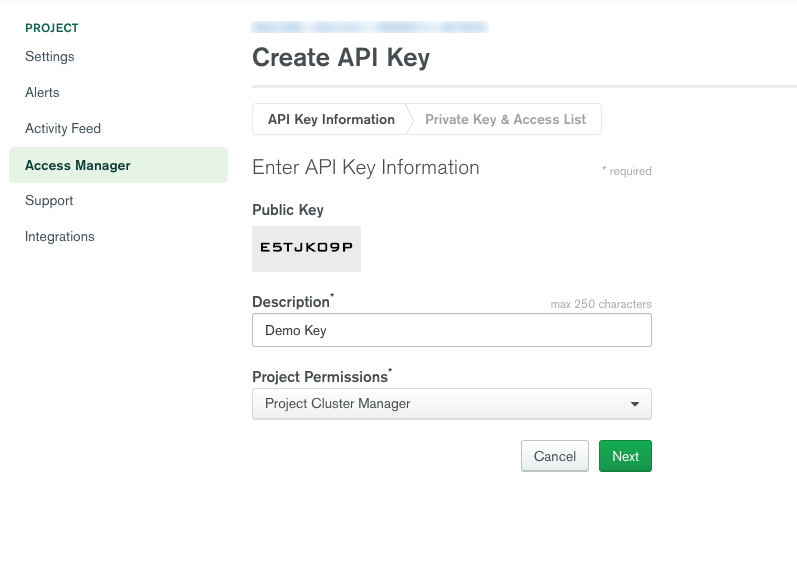 PROJECT
Settings
Alerts
Activity Feed
Access Manager
Support
Integrations
Create API Key
API Key Information
Private Key & Access List
Enter API Key Information
* required
Public Key
E5TJKO9P
Description*
max 250 characters
Demo Key
Project Permissions*
Project Cluster Manager
Cancel
Next